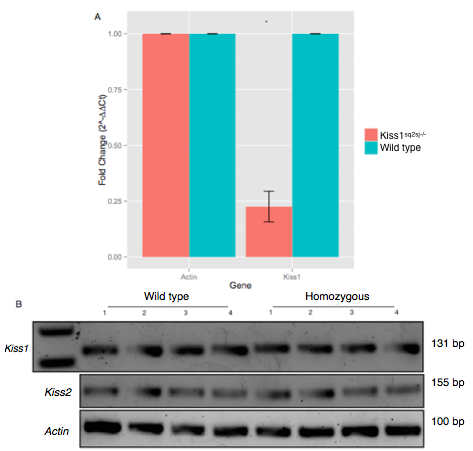 A
Fold Change (2^-ΔΔCt)
1.00
0.75
0.50
0.25
0.00
Actin Kiss1
Gene
Kiss1sq2sj-/-
Wild type
B
Wild type Homozygous
1 2 3 4 1 2 3 4
Kiss1 131 bp
Kiss2 155 bp
Actin 100 bp